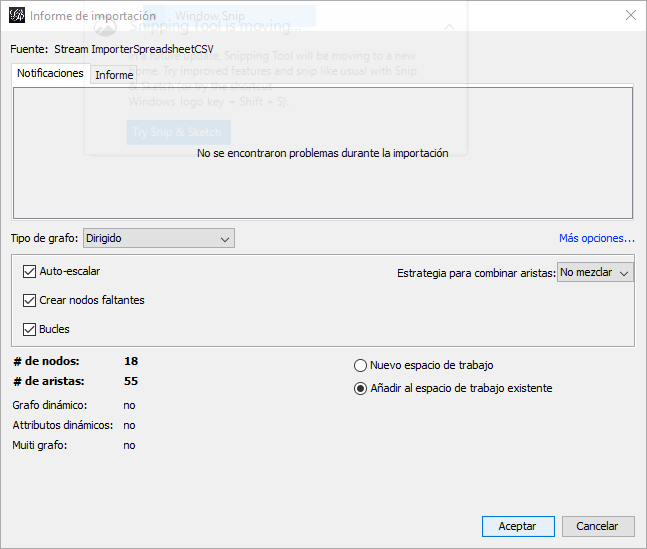 Informe de importación
, Window Snip
Snipping Tool is moving...
In a future update, Snipping Tool will be moving to a new
home. Try improved features and snip like usual with Snip
& Sketch (or try the shortcut
Windows logo key + Shift + S).
Try Snip & Sketch
Fuente: Stream ImporterSpreadsheetCSV
Notificaciones
Informe
No se encontraron problemas durante la importación
Tipo de grafo:
Dirigido
Más opciones...
Auto-escalar
Estrategia para combinar aristas:
No mezclar
Crear nodos faltantes
Bucles
# de nodos: 18
# de aristas: 55
Grafo dinámico: no
Atributos dinámicos: no
Muiti grafo: no
Nuevo espacio de trabajo
Añadir al espacio de trabajo existente
Aceptar
Cancelar